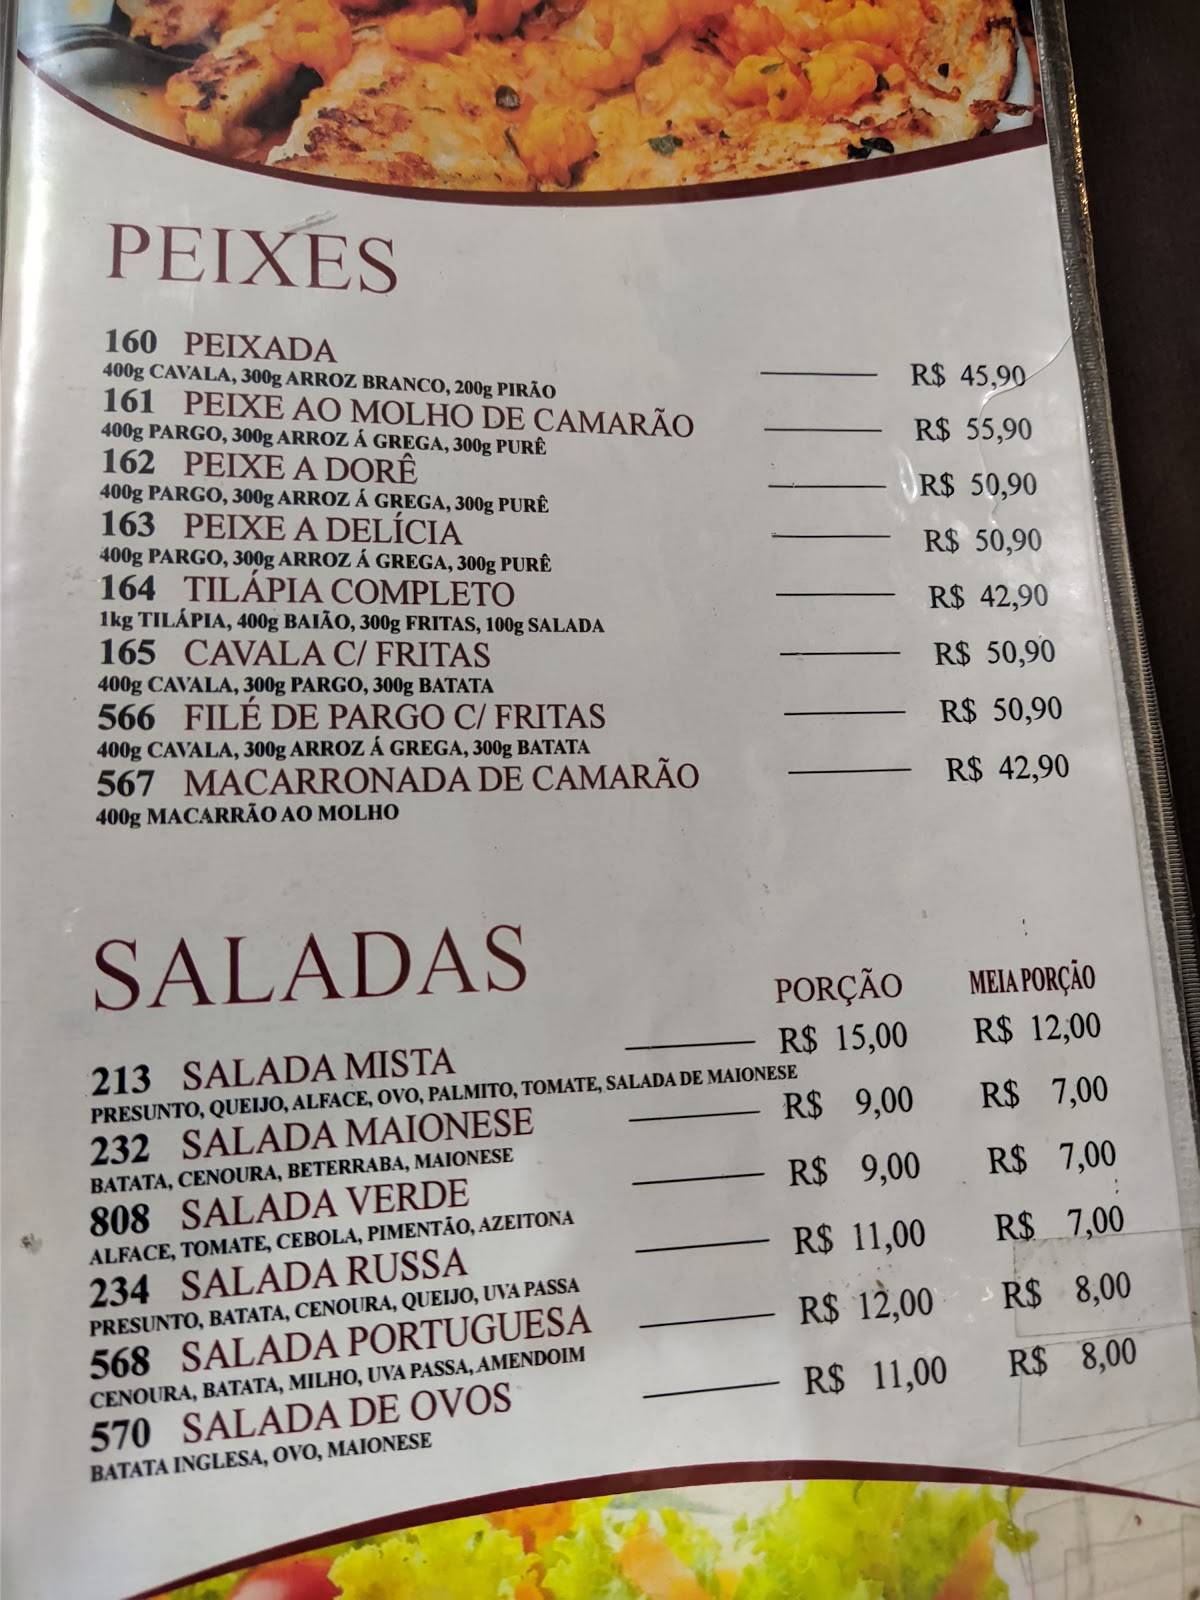 PEIXES
160 PEIXADA R$ 45,90
400g CAVALA, 300g ARROZ BRANCO, 200g PIRÃO
161 PEIXE AO MOLHO DE CAMARÃO R$ 55,90
400g PARGO, 300g ARROZ Á GREGA, 300g PURÊ
162 PEIXE A DORÊ R$ 50,90
400g PARGO, 300g ARROZ Á GREGA, 300g PURÊ
163 PEIXE A DELÍCIA R$ 50,90
400g PARGO, 300g ARROZ Á GREGA, 300g PURÊ
164 TILÁPIA COMPLETO R$ 42,90
1kg TILÁPIA, 400g BAIÃO, 300g FRITAS, 100g SALADA
165 CAVALA C/ FRITAS R$ 50,90
400g CAVALA, 300g PARGO, 300g BATATA
566 FILÉ DE PARGO C/ FRITAS R$ 50,90
400g CAVALA, 300g ARROZ Á GREGA, 300g BATATA
567 MACARRONADA DE CAMARÃO R$ 42,90
400g MACARRÃO AO MOLHO
SALADAS
PORÇÃO MEIA PORÇÃO
213 SALADA MISTA R$ 15,00 R$ 12,00
PRESUNTO, QUEIJO, ALFACE, OVO, PALMITO, TOMATE, SALADA DE MAIONESE
232 SALADA MAIONESE R$ 9,00 R$ 7,00
BATATA, CENOURA, BETERRABA, MAIONESE
808 SALADA VERDE R$ 9,00 R$ 7,00
ALFACE, TOMATE, CEBOLA, PIMENTÃO, AZEITONA
234 SALADA RUSSA R$ 11,00 R$ 7,00
PRESUNTO, BATATA, CENOURA, QUEIJO, UVA PASSA
568 SALADA PORTUGUESA R$ 12,00 R$ 8,00
CENOURA, BATATA, MILHO, UVA PASSA, AMENDOIM
570 SALADA DE OVOS R$ 11,00 R$ 8,00
BATATA INGLESA, OVO, MAIONESE